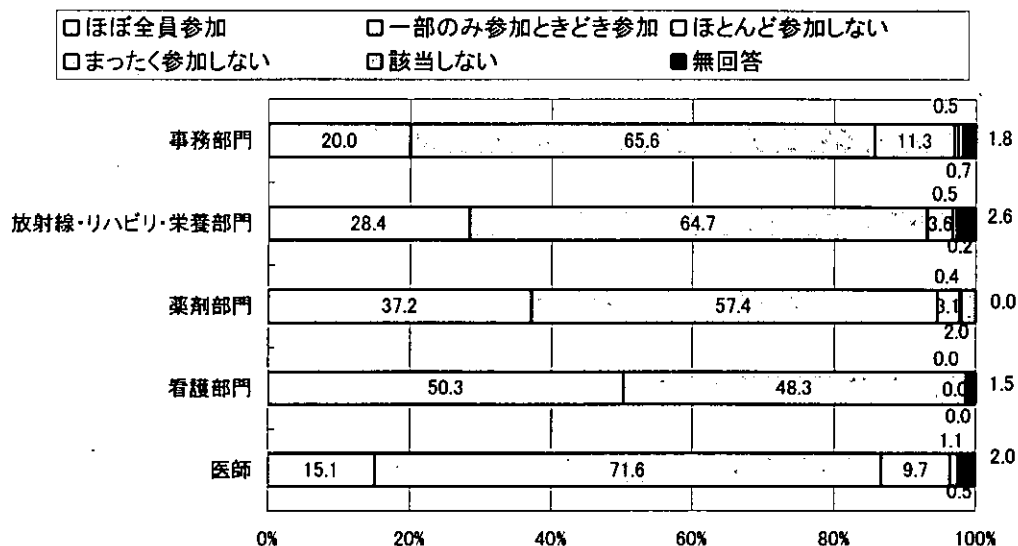 □ほぼ全員参加 □一部のみ参加ときどき参加 □ほとんど参加しない
□まったく参加しない □該当しない ■無回答
0.5
事務部門 20.0 65.6 11.3 1.8
0.7
0.5
放射線・リハビリ・栄養部門 28.4 64.7 3.6 2.6
0.2
0.4
薬剤部門 37.2 57.4 3.1 0.0
2.0
0.0
看護部門 50.3 48.3 0.0 1.5
0.0
1.1
医師 15.1 71.6 9.7 2.0
0.5
0% 20% 40% 60% 80% 100%